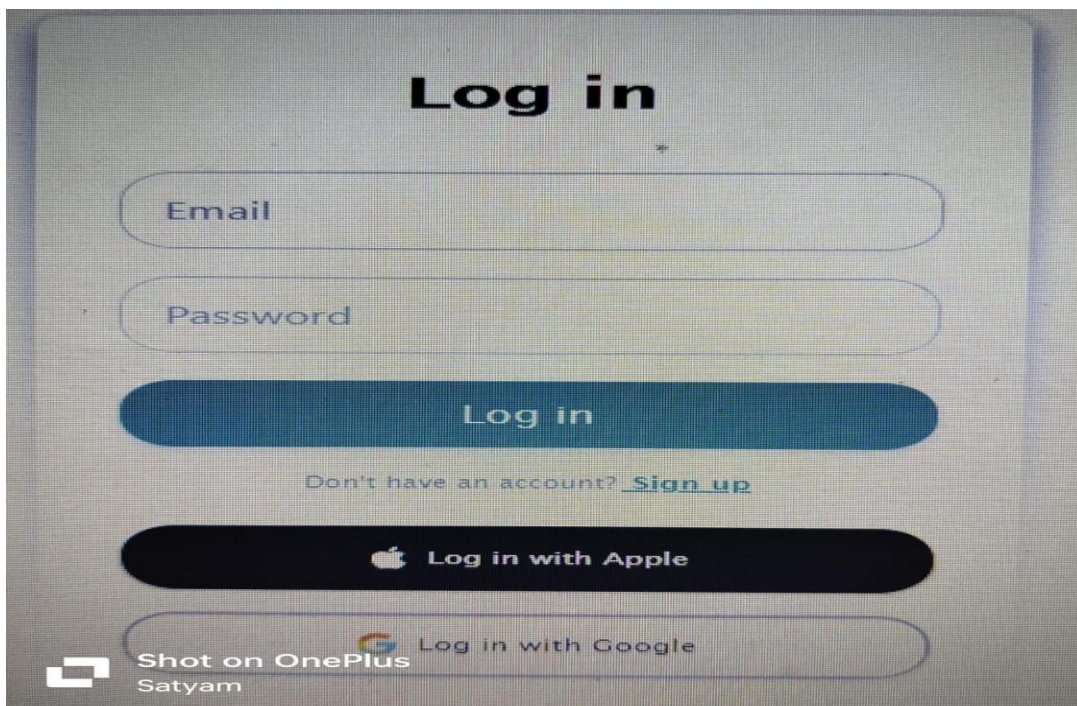 Log in
Email
Password
Log in
Don't have an account? Sign up
Log in with Apple
Log in with Google
Shot on OnePlus
Satyam